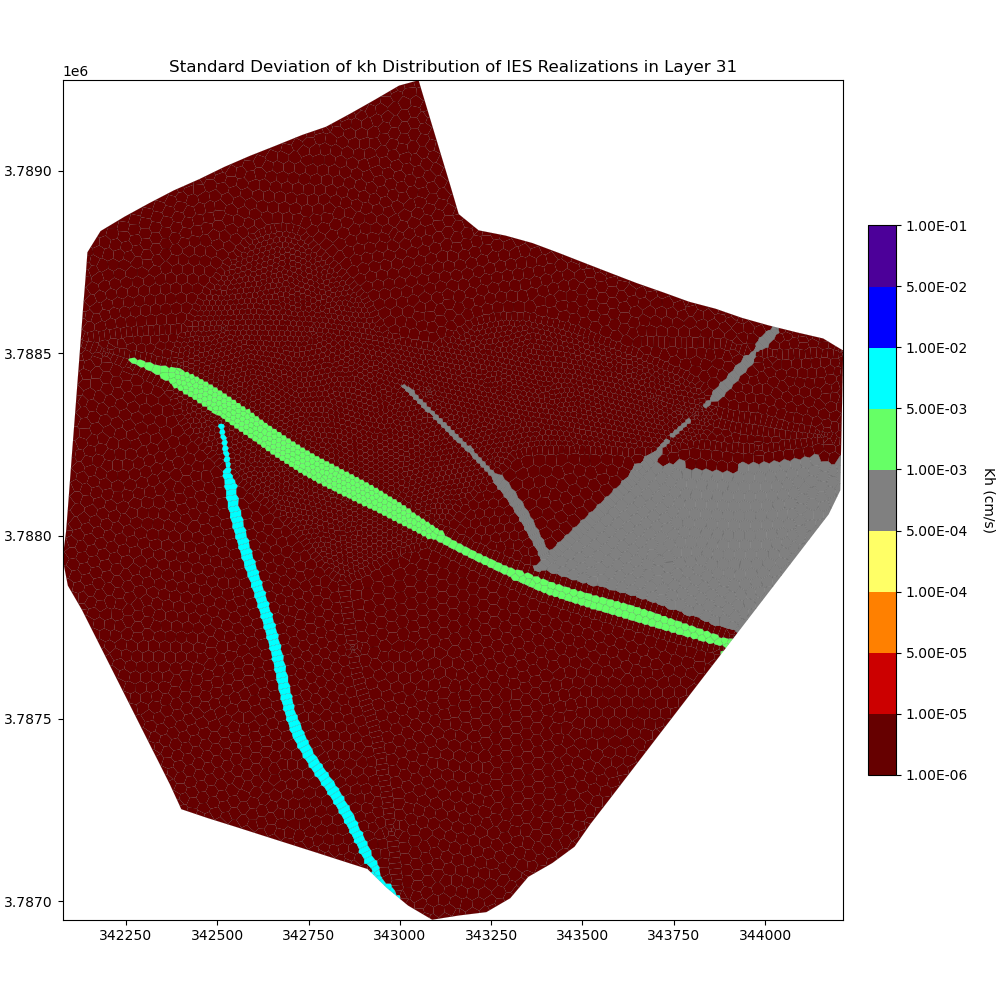 Standard Deviation of kh Distribution of IES Realizations in Layer 31
1e6
3.7890
3.7885
3.7880
3.7875
3.7870
342250 342500 342750 343000 343250 343500 343750 344000
1.00E-01
5.00E-02
1.00E-02
5.00E-03
1.00E-03
5.00E-04
1.00E-04
5.00E-05
1.00E-05
1.00E-06
Kh (cm/s)